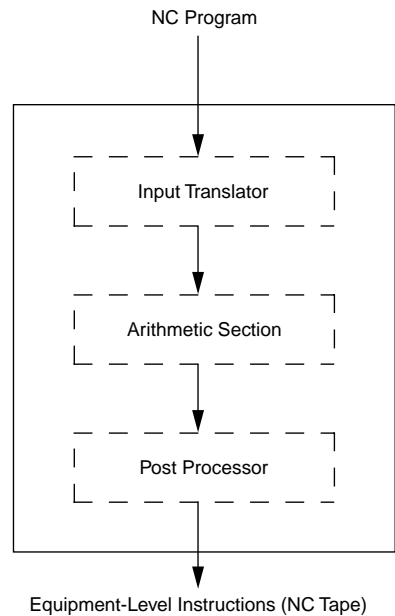 NC Program
Input Translator
Arithmetic Section
Post Processor
Equipment-Level Instructions (NC Tape)